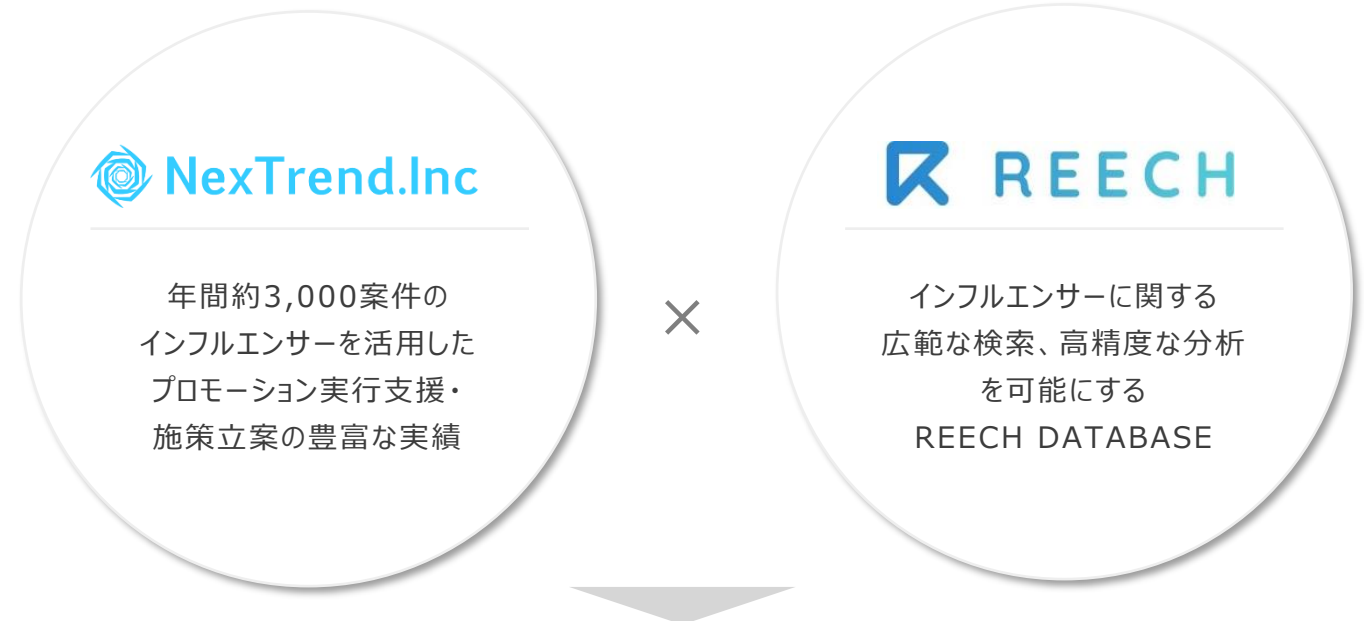 NexTrend.Inc
年間約3,000案件の
インフルエンサーを活用した
プロモーション実行支援・
施策立案の豊富な実績
×
REECH
インフルエンサーに関する
広範な検索、高精度な分析
を可能にする
REECH DATABASE